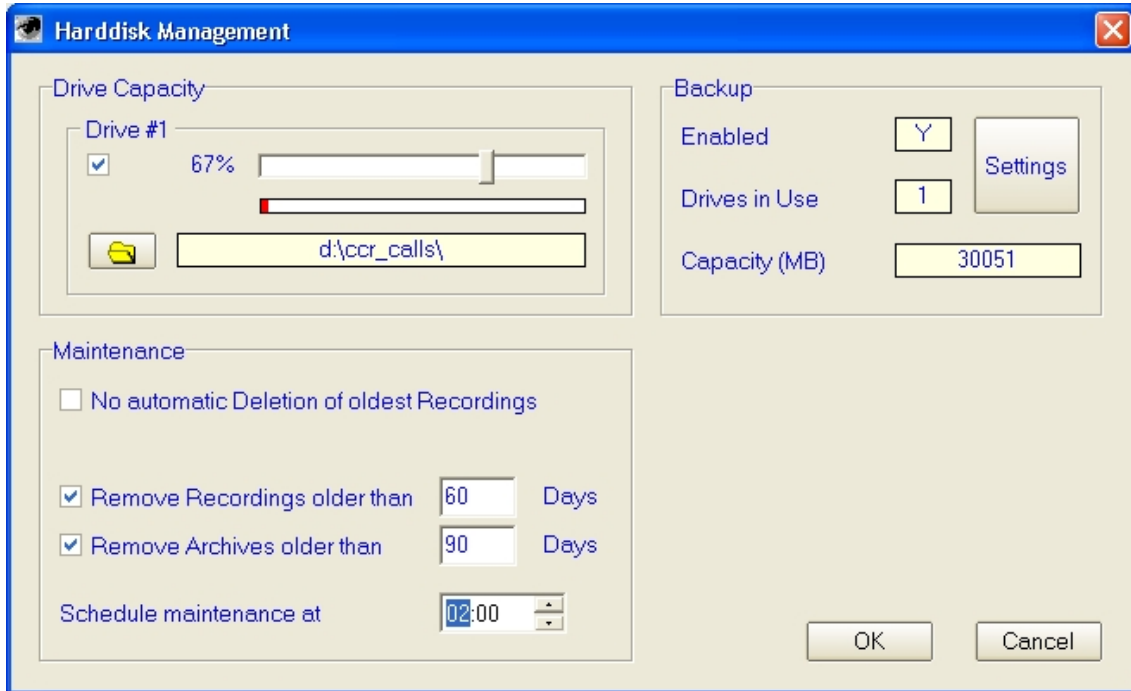 Harddisk Management
Drive Capacity
Drive #1
67%
d:\ccr_calls\
Backup
Enabled Y
Settings
Drives in Use 1
Capacity (MB) 30051
Maintenance
No automatic Deletion of oldest Recordings
Remove Recordings older than 60 Days
Remove Archives older than 90 Days
Schedule maintenance at 02:00
OK Cancel